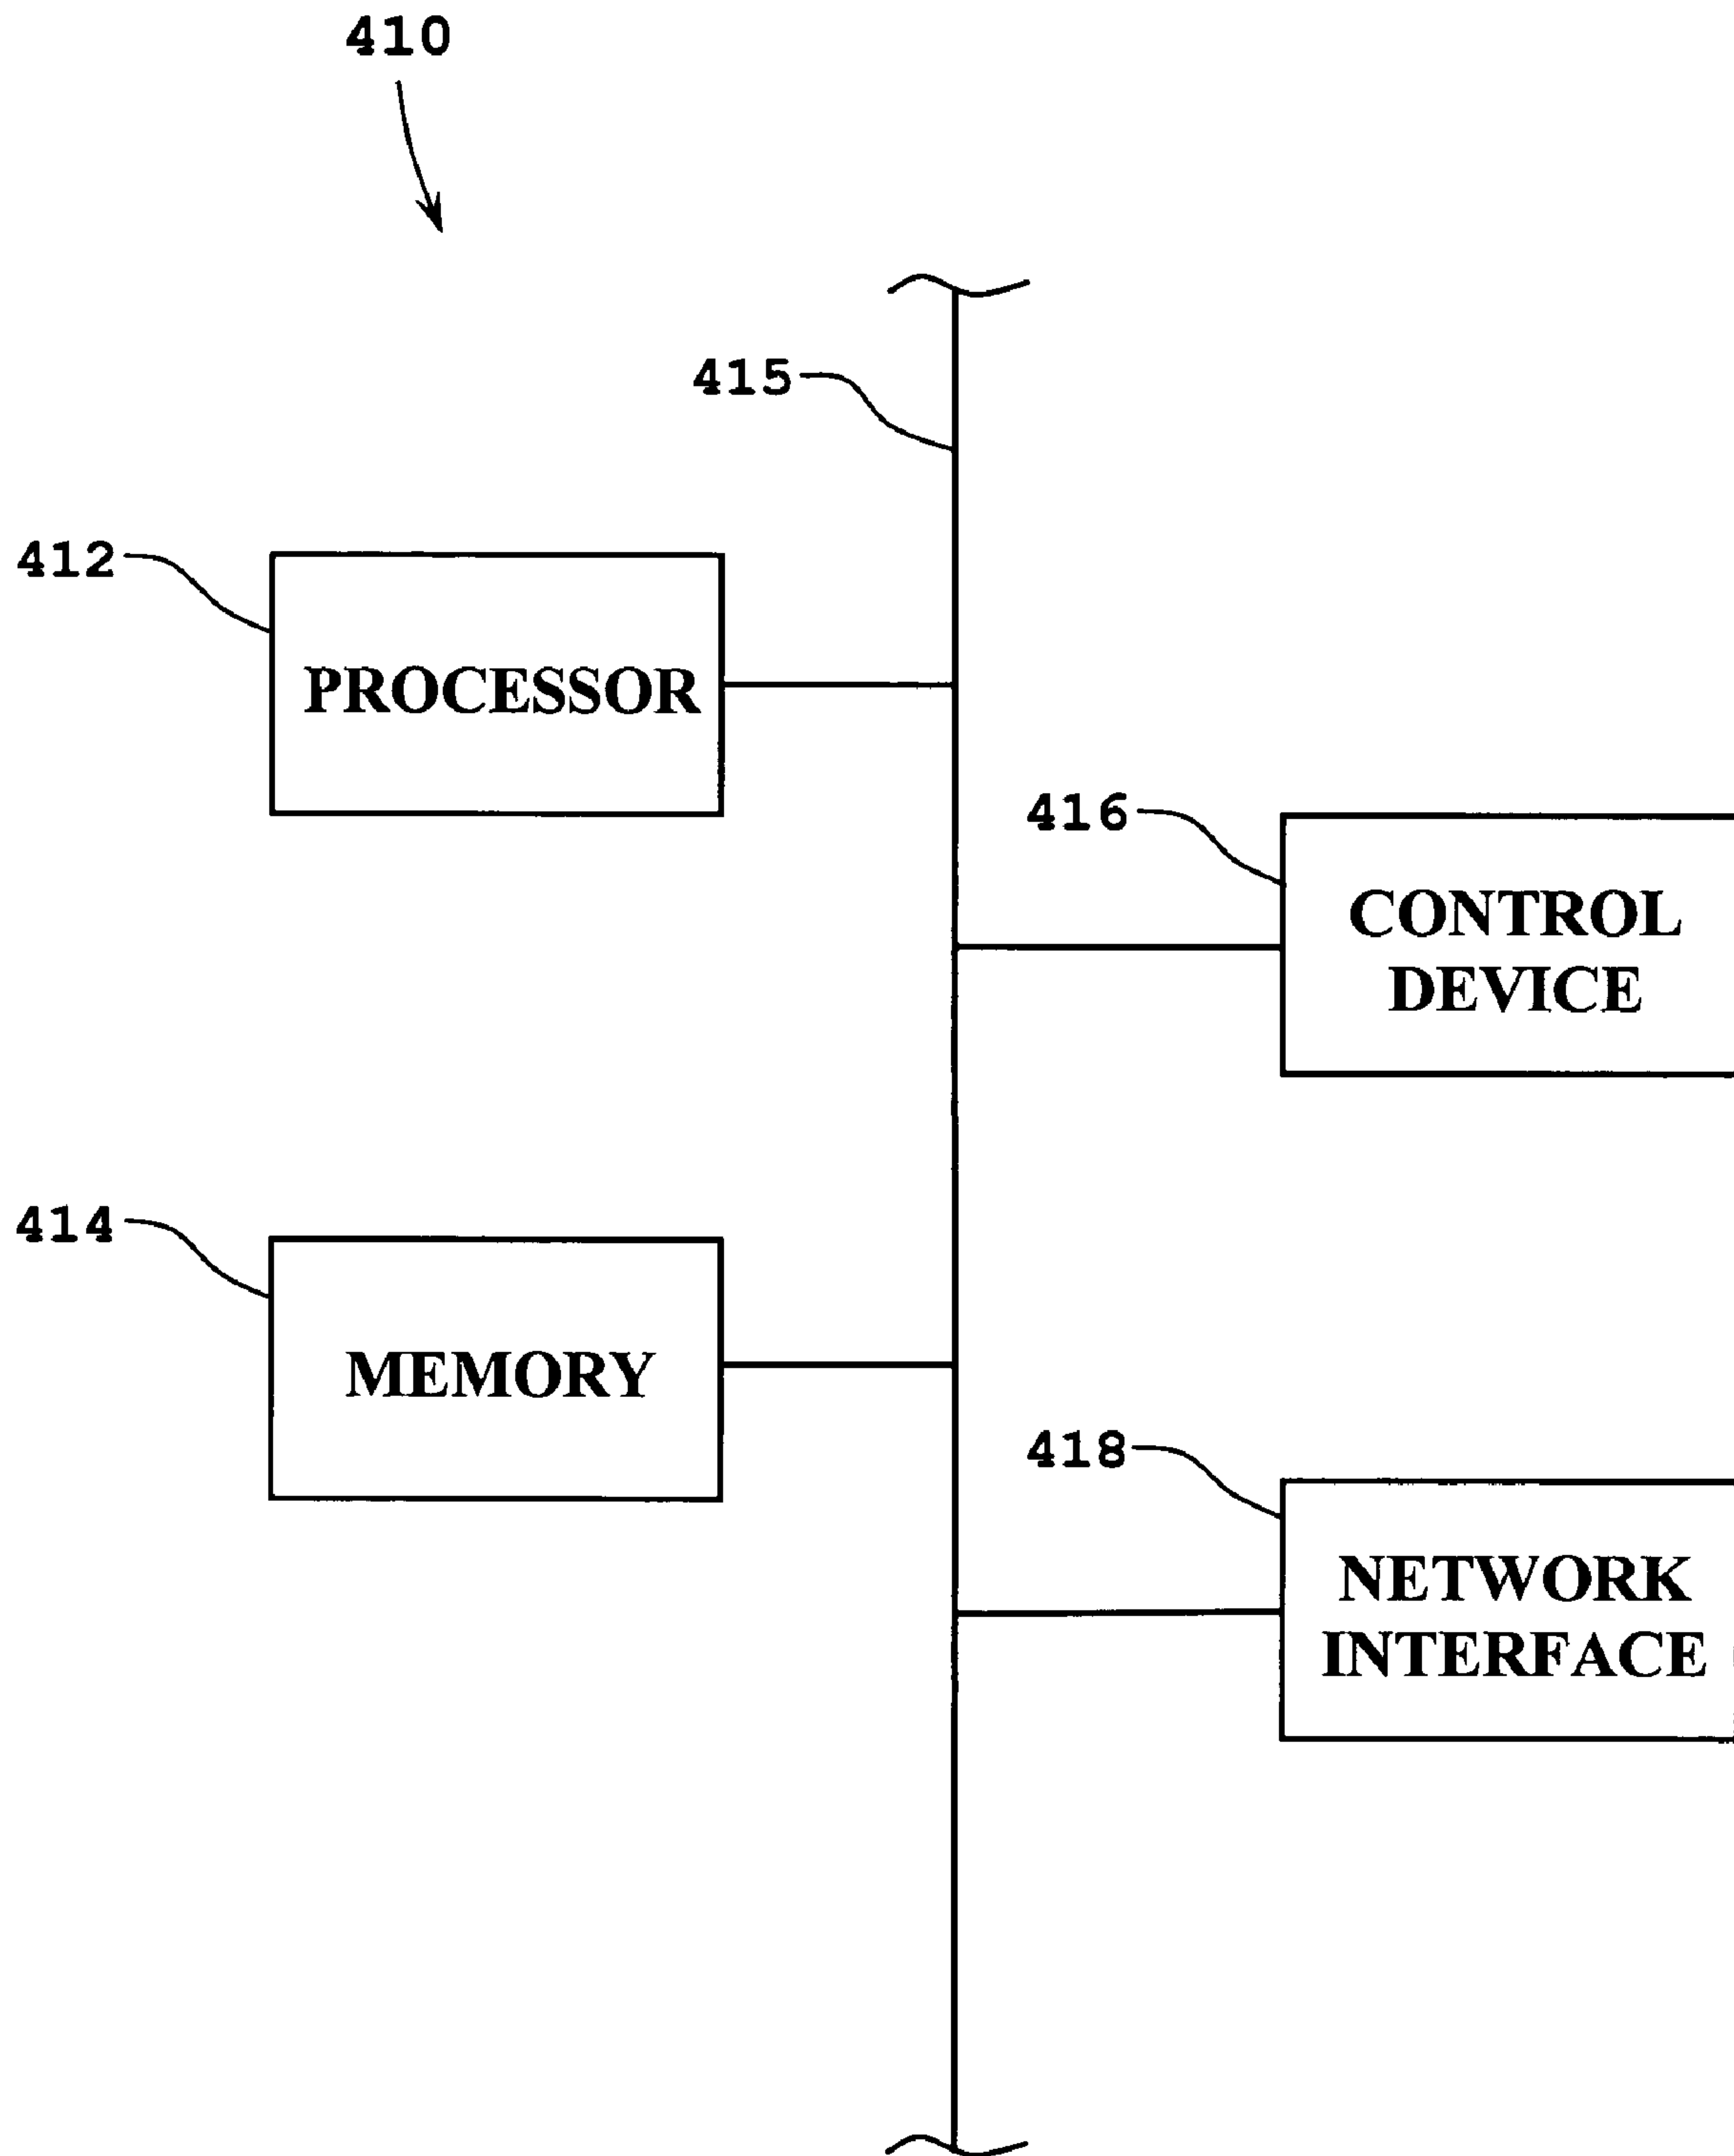 410
415
412
PROCESSOR
416
CONTROL
DEVICE
414
MEMORY
418
NETWORK
INTERFACE